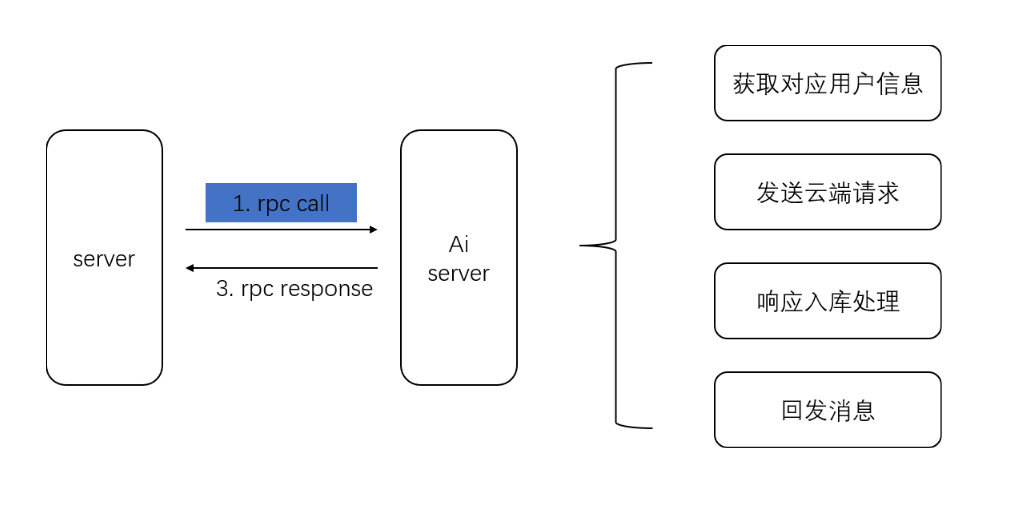 server
1. rpc call
3. rpc response
Ai
server
获取对应用户信息
发送云端请求
响应入库处理
回发消息